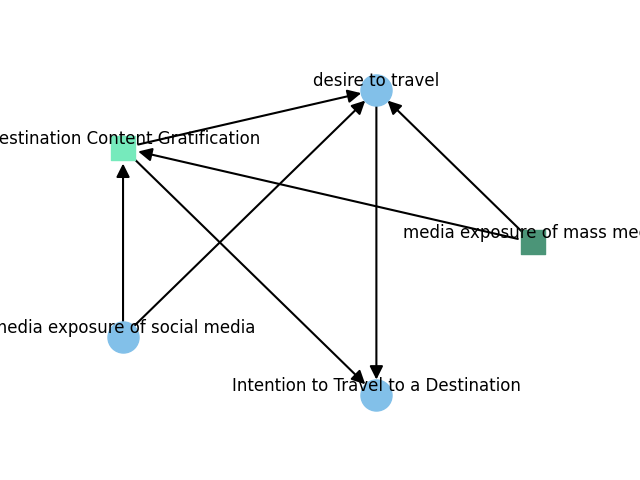 desire to travel
estination Content Gratification
media exposure of mass me
media exposure of social media
Intention to Travel to a Destination